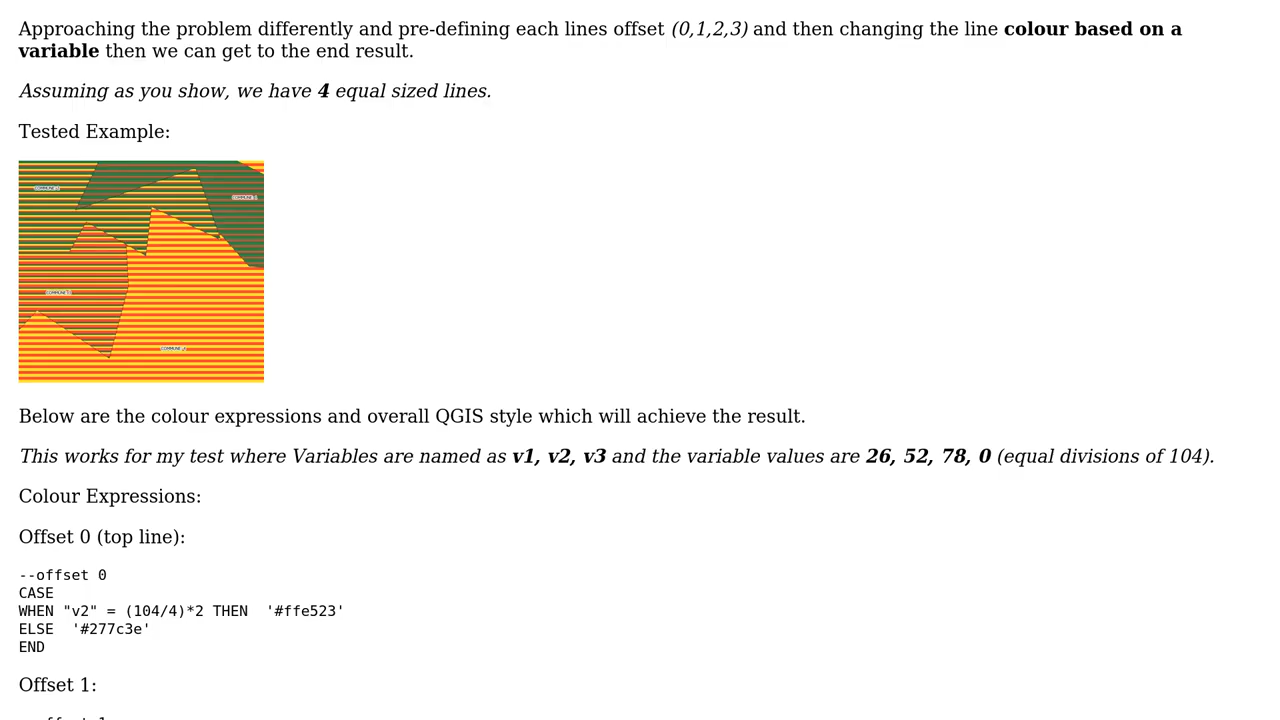 Approaching the problem differently and pre-defining each lines offset (0,1,2,3) and then changing the line colour based on a
variable then we can get to the end result.
Assuming as you show, we have 4 equal sized lines.
Tested Example:
Below are the colour expressions and overall QGIS style which will achieve the result.
This works for my test where Variables are named as v1, v2, v3 and the variable values are 26, 52, 78, 0 (equal divisions of 104).
Colour Expressions:
Offset 0 (top line):
--offset 0
CASE
WHEN "v2" = (104/4)*2 THEN  '#ffe523'
ELSE  '#277c3e'
END
Offset 1: